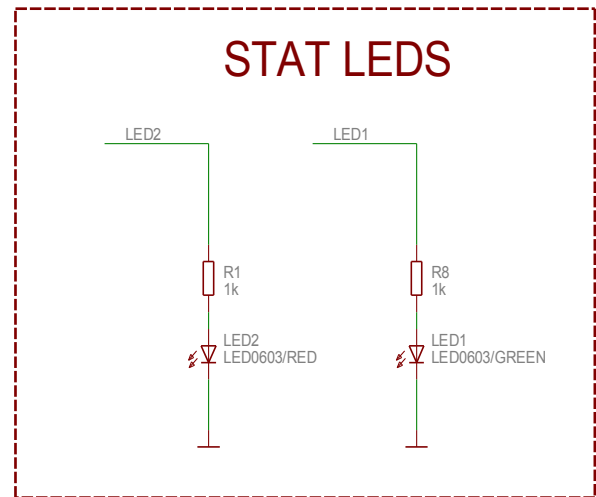 STAT LEDS
LED2
LED1
R1
1k
R8
1k
LED2
LED0603/RED
LED1
LED0603/GREEN